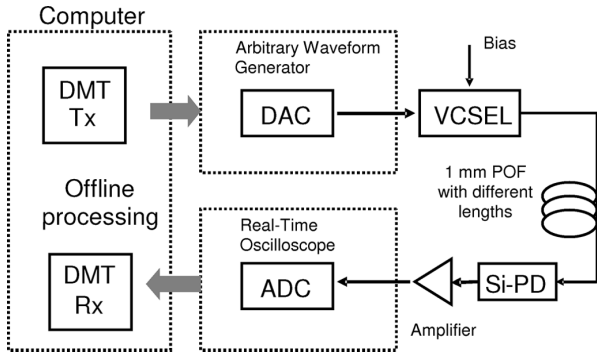 Computer
DMT
Tx
Offline
processing
DMT
Rx
Arbitrary Waveform
Generator
DAC
Bias
VCSEL
1 mm POF
with different
lengths
Real-Time
Oscilloscope
ADC
Amplifier
Si-PD